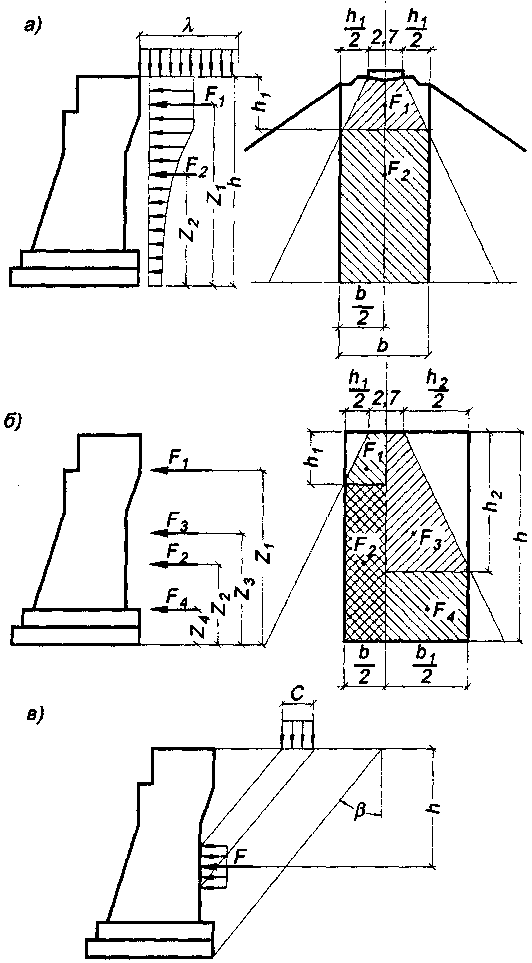 а)
λ
h₁/2 2,7 h₁/2
h₁
F₁
F₂
Z₂
Z₁
h
F₁
F₂
b/2
b
б)
h₁/2 2,7 h₂/2
h₁
F₁
F₃
F₂
F₄
Z₄
Z₂
Z₃
Z₁
F₁
F₂
F₃
F₄
h₂
h
b/2
b₁/2
в)
C
β
h
F